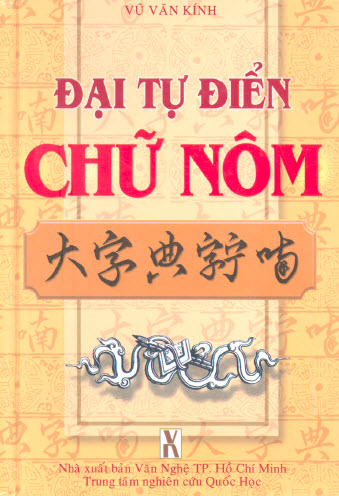 VŨ VĂN KÍNH
ĐẠI TỰ ĐIỂN
CHỮ NÔM
大字典𡨸喃
Nhà xuất bản Văn Nghệ TP. Hồ Chí Minh
Trung tâm nghiên cứu Quốc Học